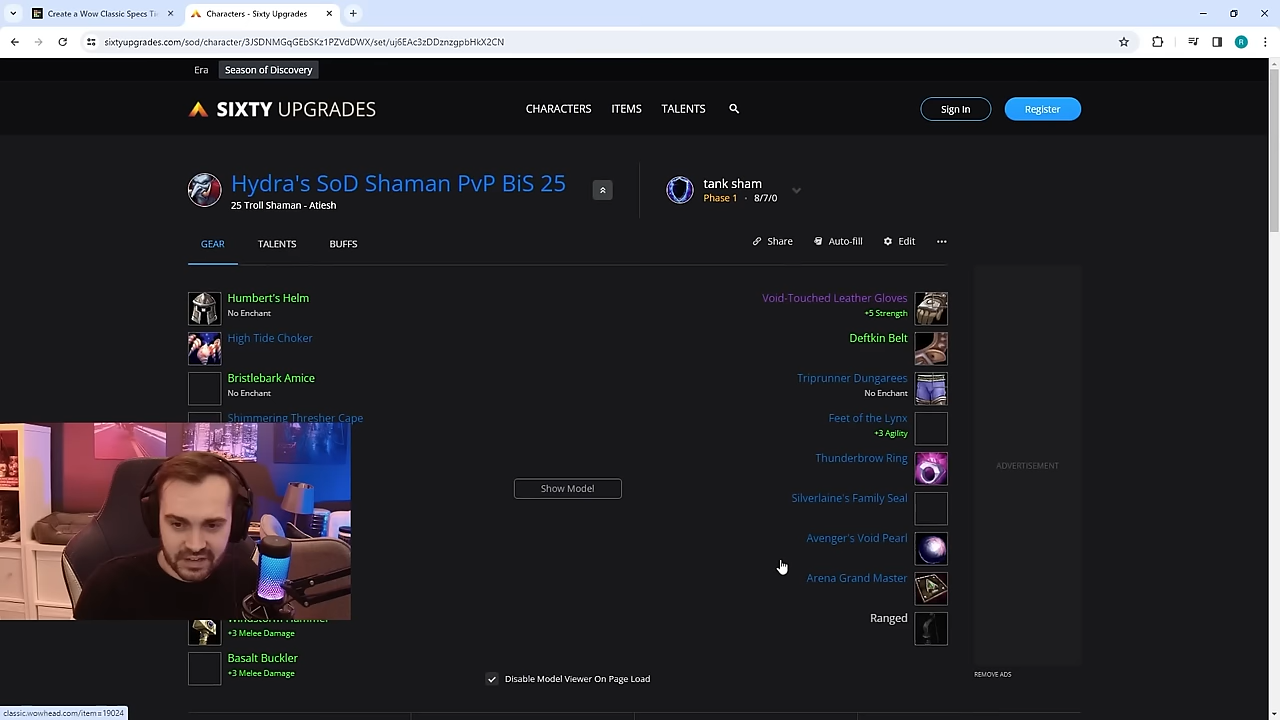 Create a Wow Classic Specs Tie
Characters - Sixty Upgrades
sixtyupgrades.com/sod/character/3JSDNMGqGEbSKz1PZVdDWX/set/uj6EAc3zDDznzgpbHkX2CN
R
Era
Season of Discovery
SIXTY UPGRADES
CHARACTERS
ITEMS
TALENTS
Sign In
Register
Hydra's SoD Shaman PvP BiS 25
25 Troll Shaman - Atiesh
tank sham
Phase 1 · 8/7/0
GEAR
TALENTS
BUFFS
Share
Auto-fill
Edit
Humbert's Helm
No Enchant
High Tide Choker
Bristlebark Amice
No Enchant
Shimmering Thresher Cape
Windstorm Hammer
+3 Melee Damage
Basalt Buckler
+3 Melee Damage
Show Model
Disable Model Viewer On Page Load
Void-Touched Leather Gloves
+5 Strength
Deftkin Belt
Triprunner Dungarees
No Enchant
Feet of the Lynx
+3 Agility
Thunderbrow Ring
Silverlaine's Family Seal
Avenger's Void Pearl
Arena Grand Master
Ranged
ADVERTISEMENT
REMOVE ADS
classic.wowhead.com/item=19024